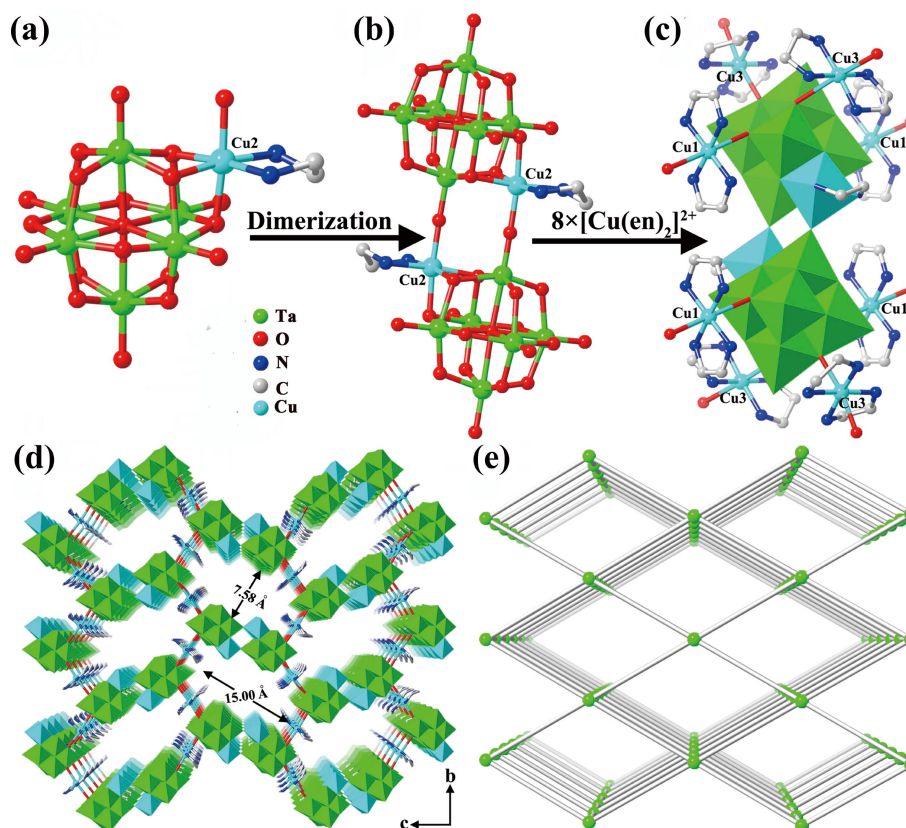 (a)
(b)
(c)
Cu2
Dimerization
Cu2
Cu2
8×[Cu(en)2]2+
Cu3
Cu3
Cu1
Cu1
Cu1
Cu1
Cu3
Cu3
Ta
O
N
C
Cu
(d)
(e)
7.58 Å
15.00 Å
b
c